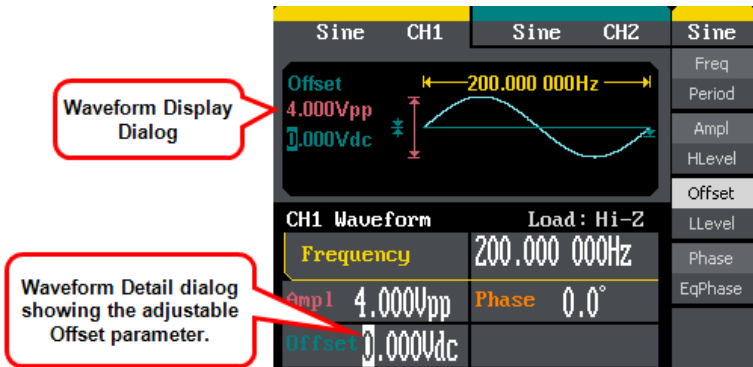 Sine CH1 Sine CH2 Sine
Waveform Display
Dialog
Offset
4.000Vpp
0.000Vdc
200.000 000Hz
Freq
Period
Ampl
HLevel
Offset
LLevel
Phase
EqPhase
CH1 Waveform Load: Hi-Z
Frequency 200.000 000Hz
Ampl 4.000Vpp Phase 0.0°
Offset 0.000Vdc
Waveform Detail dialog
showing the adjustable
Offset parameter.